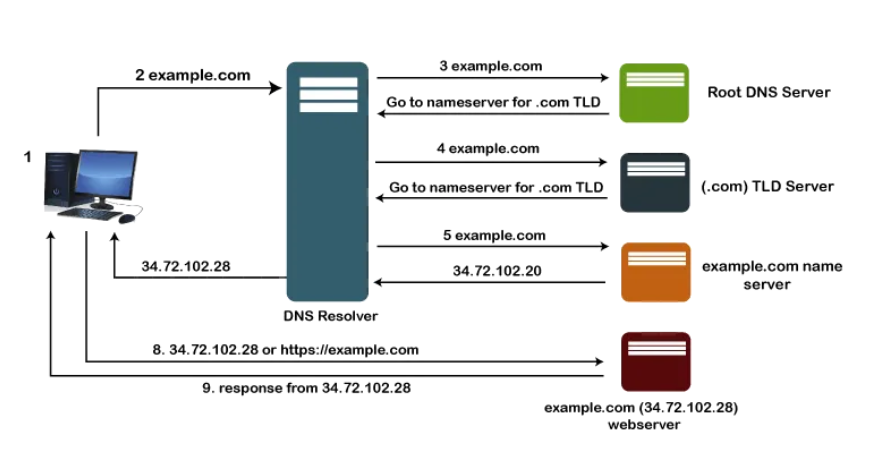 2 example.com
3 example.com
Go to nameserver for .com TLD
Root DNS Server
1
4 example.com
Go to nameserver for .com TLD
(.com) TLD Server
5 example.com
34.72.102.28
34.72.102.20
example.com name
server
DNS Resolver
8. 34.72.102.28 or https://example.com
9. response from 34.72.102.28
example.com (34.72.102.28)
webserver